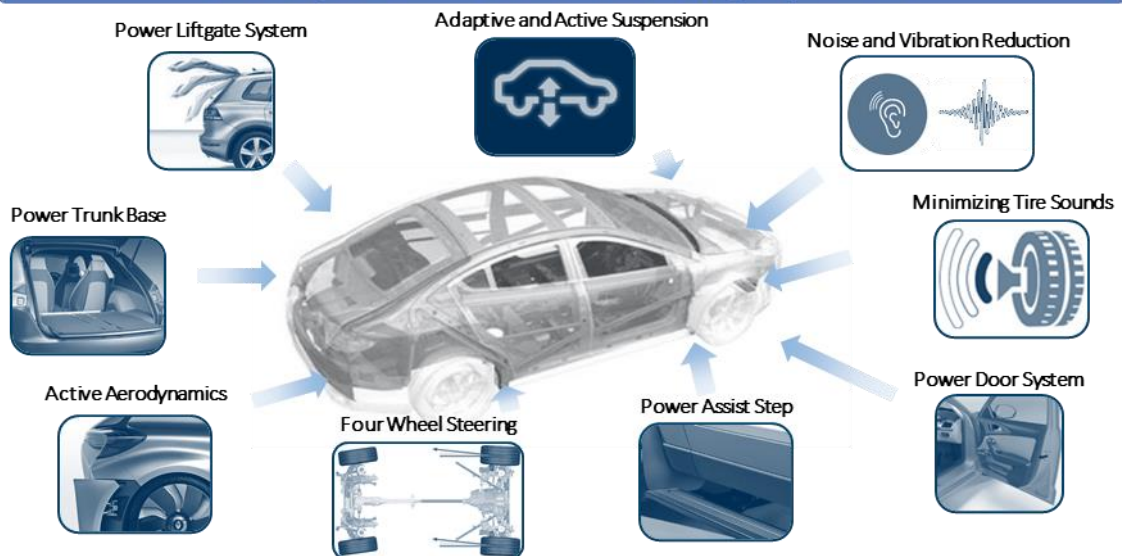 Power Liftgate System
Adaptive and Active Suspension
Noise and Vibration Reduction
Power Trunk Base
Minimizing Tire Sounds
Active Aerodynamics
Four Wheel Steering
Power Assist Step
Power Door System